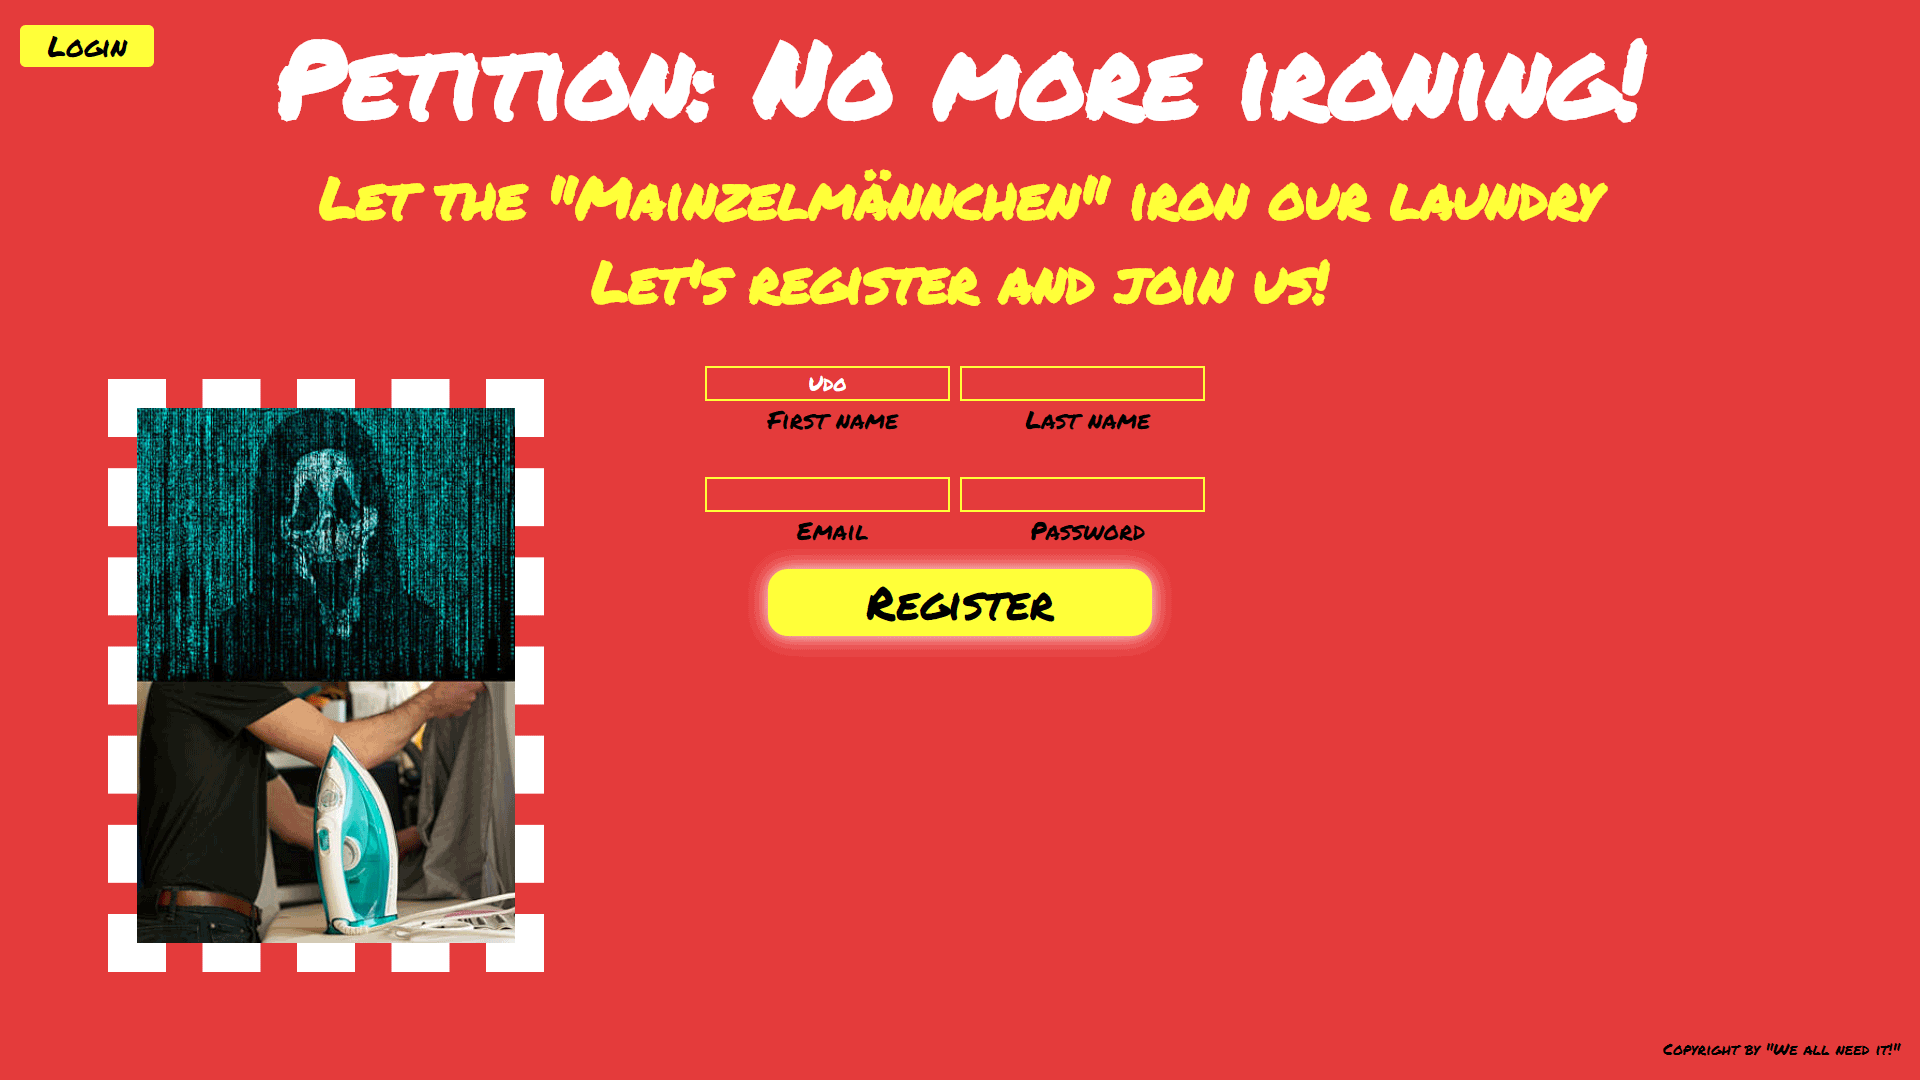 Login
Petition: No more ironing!
Let the "Mainzelmännchen" iron our laundry
Let's register and join us!
Udo
First name
Last name
Email
Password
Register
Copyright by "We all need it!"